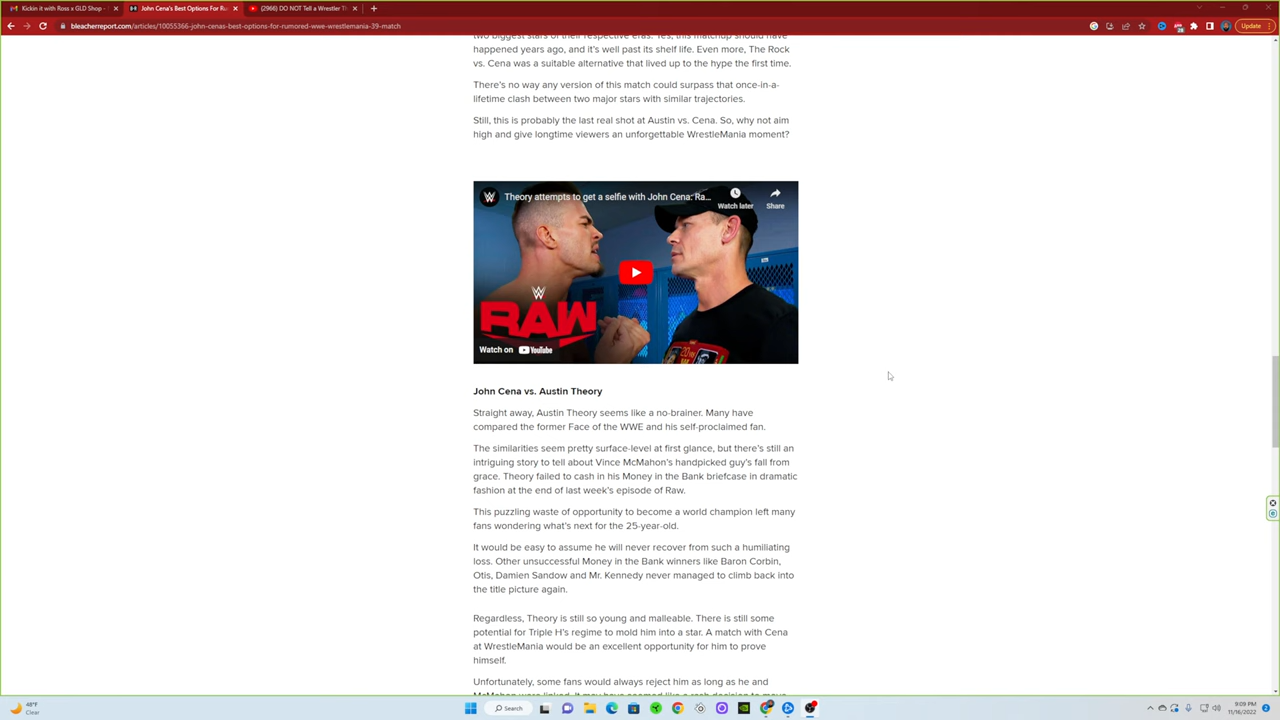 Kickin it with Ross x GLD Shop -
John Cena's Best Options For Ru
(2966) DO NOT Tell a Wrestler Th
bleacherreport.com/articles/10055366-john-cenas-best-options-for-rumored-wwe-wrestlemania-39-match
28
Update
two biggest stars of their respective eras. Yes, this matchup should have
happened years ago, and it's well past its shelf life. Even more, The Rock
vs. Cena was a suitable alternative that lived up to the hype the first time.
There's no way any version of this match could surpass that once-in-a-
lifetime clash between two major stars with similar trajectories.
Still, this is probably the last real shot at Austin vs. Cena. So, why not aim
high and give longtime viewers an unforgettable WrestleMania moment?
Theory attempts to get a selfie with John Cena: Ra...
Watch later
Share
RAW
Watch on YouTube
John Cena vs. Austin Theory
Straight away, Austin Theory seems like a no-brainer. Many have
compared the former Face of the WWE and his self-proclaimed fan.
The similarities seem pretty surface-level at first glance, but there's still an
intriguing story to tell about Vince McMahon's handpicked guy's fall from
grace. Theory failed to cash in his Money in the Bank briefcase in dramatic
fashion at the end of last week's episode of Raw.
This puzzling waste of opportunity to become a world champion left many
fans wondering what's next for the 25-year-old.
It would be easy to assume he will never recover from such a humiliating
loss. Other unsuccessful Money in the Bank winners like Baron Corbin,
Otis, Damien Sandow and Mr. Kennedy never managed to climb back into
the title picture again.
Regardless, Theory is still so young and malleable. There is still some
potential for Triple H's regime to mold him into a star. A match with Cena
at WrestleMania would be an excellent opportunity for him to prove
himself.
Unfortunately, some fans would always reject him as long as he and
McMahon were linked. It may have seemed like a rash decision to move
48°F
Clear
Search
9:09 PM
11/16/2022
2